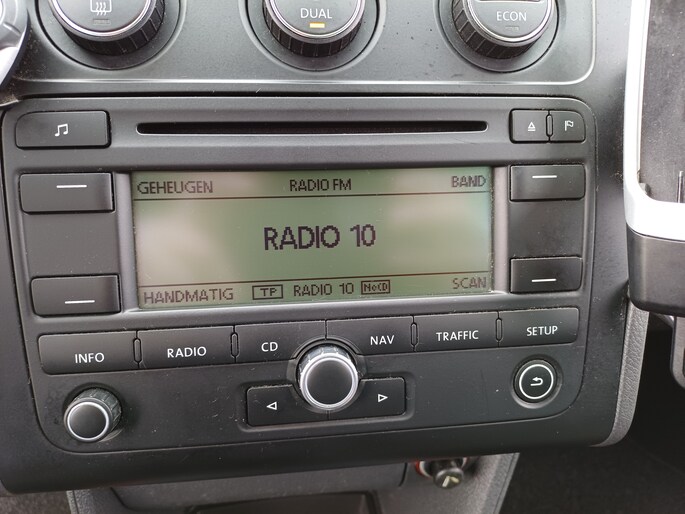 DUAL
ECON
GEHEUGEN RADIO FM BAND
RADIO 10
HANDMATIG TP RADIO 10 NoCD SCAN
INFO RADIO CD NAV TRAFFIC SETUP